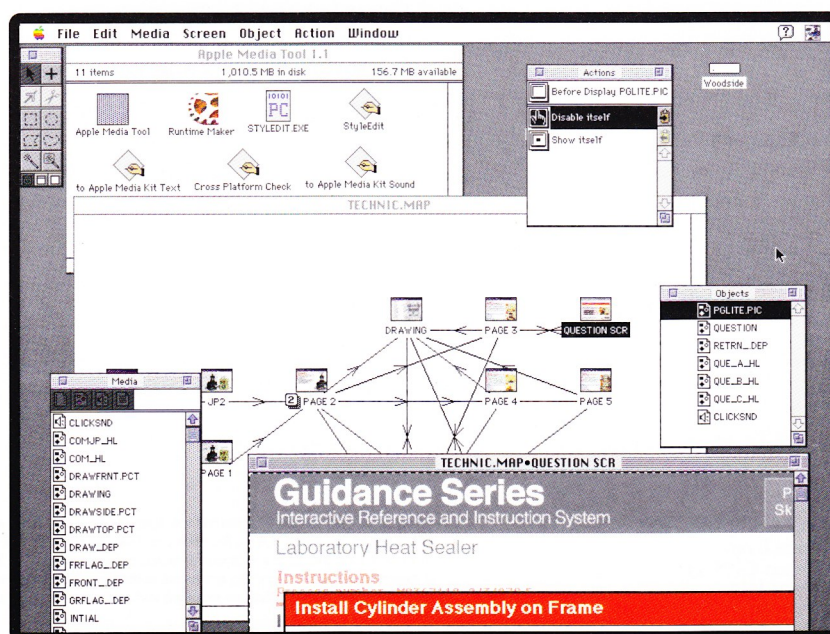 File Edit Media Screen Object Action Window
Apple Media Tool 1.1
11 items 1,010.5 MB in disk 156.7 MB available
10101
PC
Apple Media Tool Runtime Maker STYLEDIT.EXE StyleEdit
to Apple Media Kit Text Cross Platform Check to Apple Media Kit Sound
Actions
Before Display PGLITE.PIC
Disable itself
Show itself
Woodside
TECHNIC.MAP
DRAWING PAGE 3 QUESTION SCR
JP2 2 PAGE 2 PAGE 4 PAGE 5
PAGE 1
Objects
PGLITE.PIC
QUESTION
RETRN_DEP
QUE_A_HL
QUE_B_HL
QUE_C_HL
CLICKSND
Media
CLICKSND
COMJP_HL
COM_HL
DRAWFRNT.PCT
DRAWING
DRAWSIDE.PCT
DRAWTOP.PCT
DRAW_DEP
FRFLAG_DEP
FRONT_DEP
GRFLAG_DEP
INTIAL
TECHNIC.MAP•QUESTION SCR
Guidance Series
Interactive Reference and Instruction System
P
Sk
Laboratory Heat Sealer
Instructions
Install Cylinder Assembly on Frame